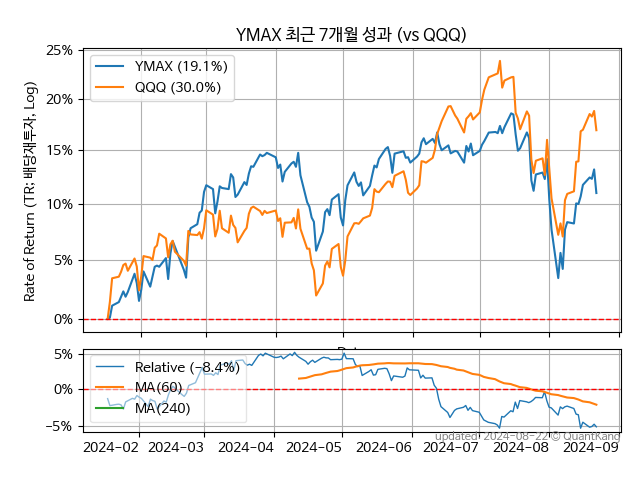 YMAX 최근 7개월 성과 (vs QQQ)
25%
20%
15%
10%
5%
0%
Rate of Return (TR: 배당재투자, Log)
YMAX (19.1%)
QQQ (30.0%)
5%
0%
−5%
Relative (−8.4%)
MA(60)
MA(240)
updated: 2024-08-22 © QuantKang
2024-02 2024-03 2024-04 2024-05 2024-06 2024-07 2024-08 2024-09